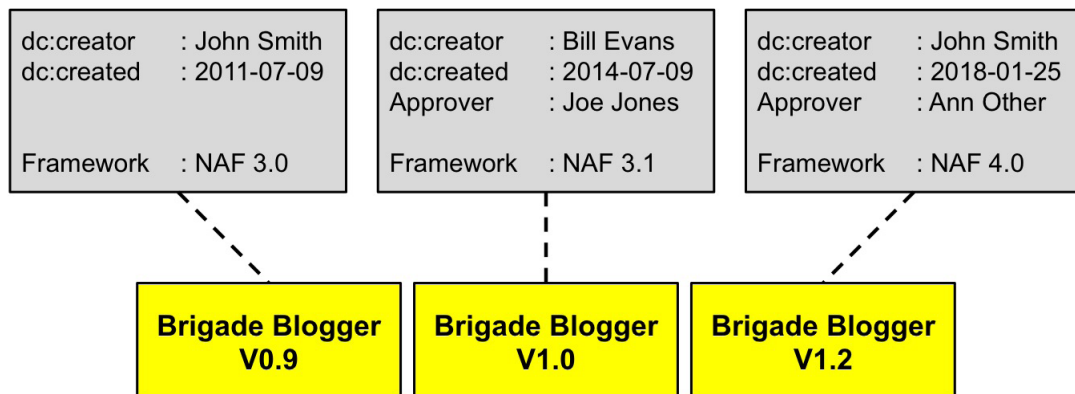 dc:creator : John Smith
dc:created : 2011-07-09
Framework : NAF 3.0
dc:creator : Bill Evans
dc:created : 2014-07-09
Approver : Joe Jones
Framework : NAF 3.1
dc:creator : John Smith
dc:created : 2018-01-25
Approver : Ann Other
Framework : NAF 4.0
Brigade Blogger
V0.9
Brigade Blogger
V1.0
Brigade Blogger
V1.2